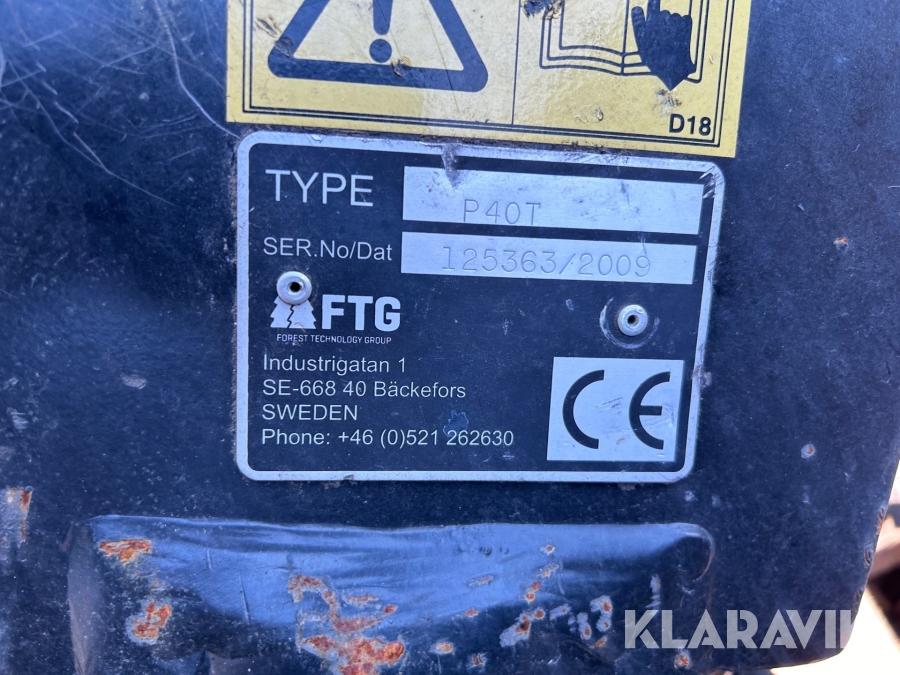 D18
TYPE P40T
SER.No/Dat 125363/2009
FTG
FOREST TECHNOLOGY GROUP
Industrigatan 1
SE-668 40 Bäckefors
SWEDEN
Phone: +46 (0)521 262630
CE
KLARAVI